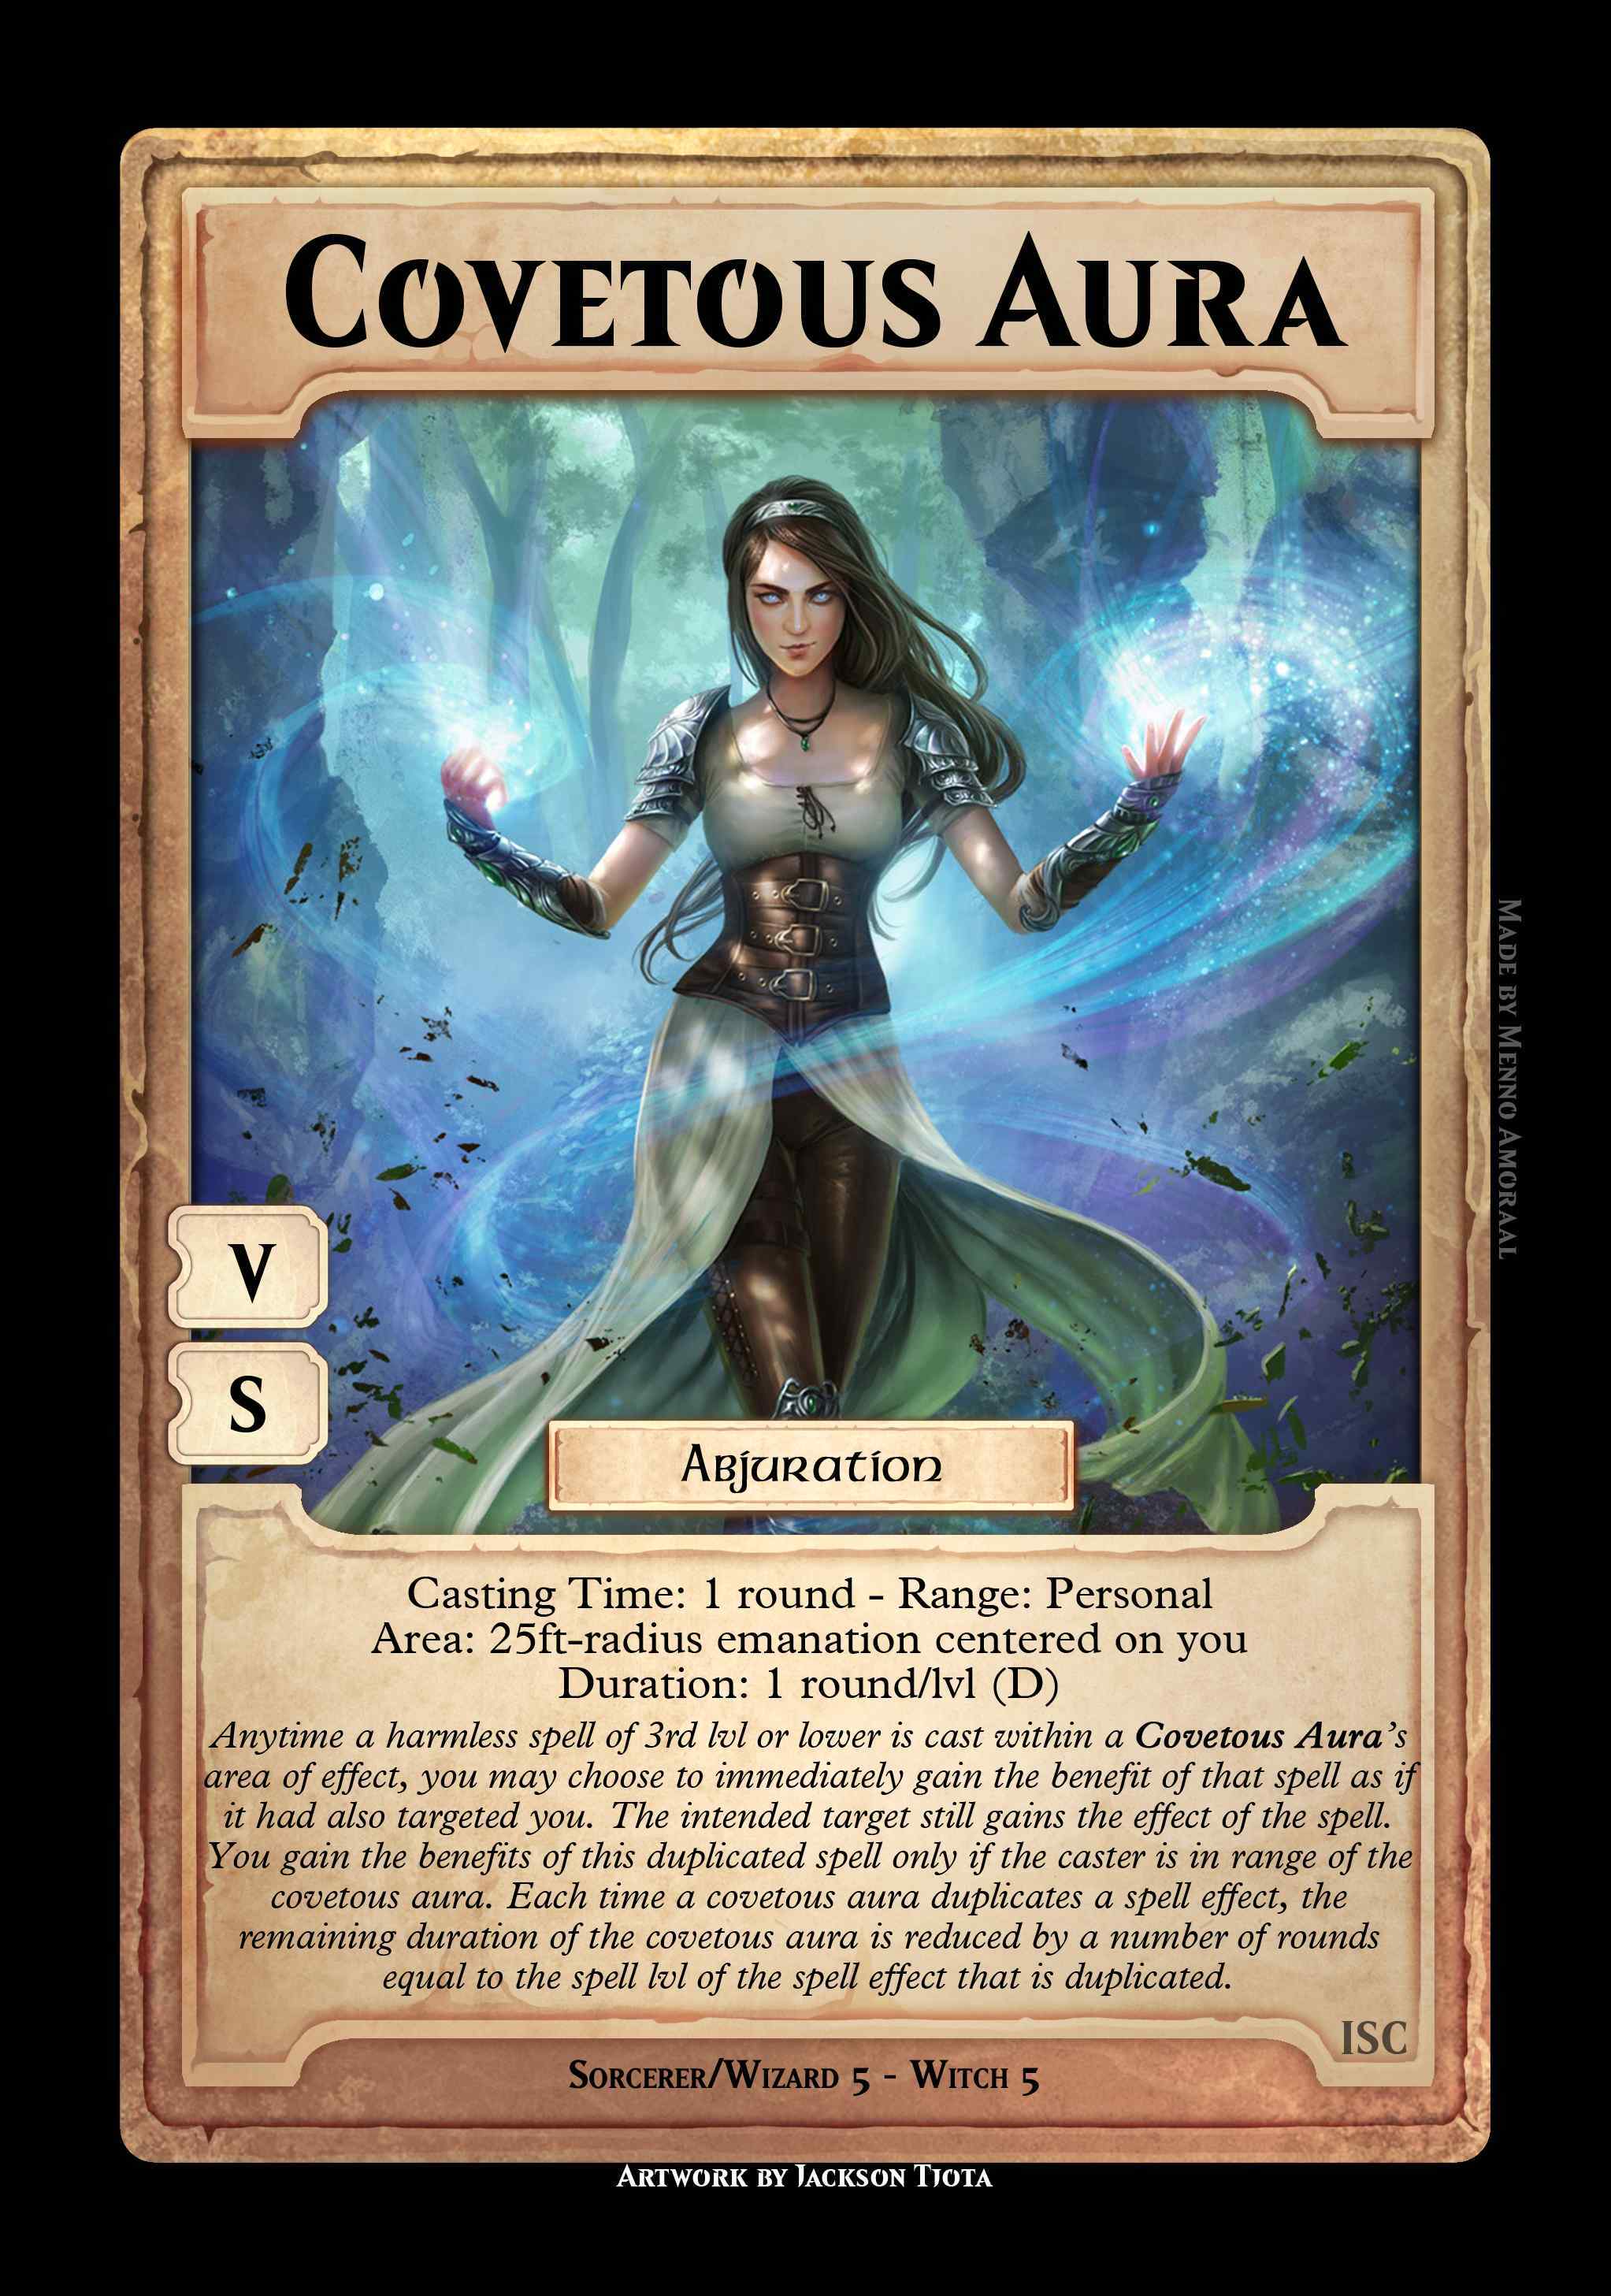 Covetous Aura
V
S
Abjuration
Casting Time: 1 round - Range: Personal
Area: 25ft-radius emanation centered on you
Duration: 1 round/lvl (D)
Anytime a harmless spell of 3rd lvl or lower is cast within a Covetous Aura's
area of effect, you may choose to immediately gain the benefit of that spell as if
it had also targeted you. The intended target still gains the effect of the spell.
You gain the benefits of this duplicated spell only if the caster is in range of the
covetous aura. Each time a covetous aura duplicates a spell effect, the
remaining duration of the covetous aura is reduced by a number of rounds
equal to the spell lvl of the spell effect that is duplicated.
ISC
Sorcerer/Wizard 5 - Witch 5
Artwork by Jackson Tjota
Made by Menno Amoraal